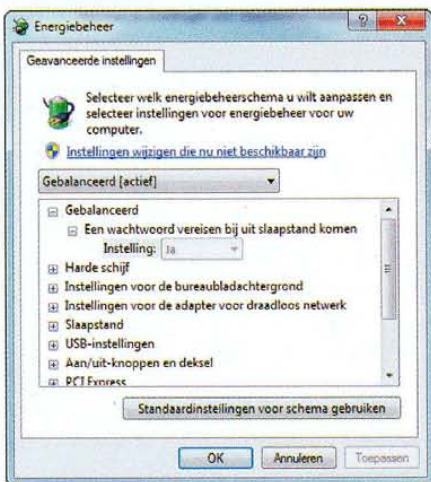 Energiebeheer
Geavanceerde instellingen
Selecteer welk energiebeheerschema u wilt aanpassen en
selecteer instellingen voor energiebeheer voor uw
computer.
Instellingen wijzigen die nu niet beschikbaar zijn
Gebalanceerd [actief]
Gebalanceerd
Een wachtwoord vereisen bij uit slaapstand komen
Instelling: Ja
Harde schijf
Instellingen voor de bureaubladachtergrond
Instellingen voor de adapter voor draadloos netwerk
Slaapstand
USB-instellingen
Aan/uit-knoppen en deksel
PCI Express
Standaardinstellingen voor schema gebruiken
OK Annuleren Toepassen